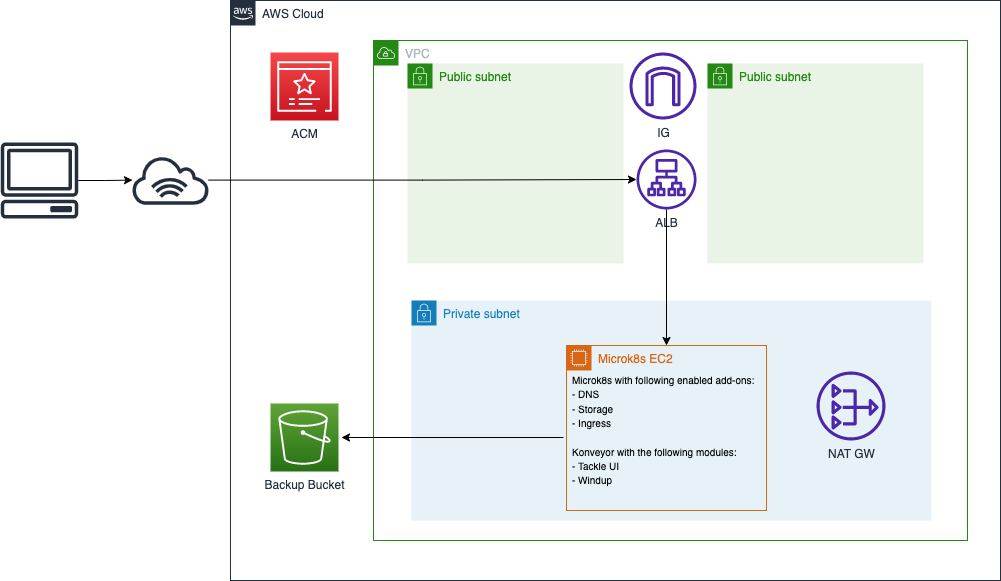 aws
AWS Cloud
VPC
Public subnet
Public subnet
ACM
IG
ALB
Private subnet
Microk8s EC2
Microk8s with following enabled add-ons:
- DNS
- Storage
- Ingress
Konveyor with the following modules:
- Tackle UI
- Windup
NAT GW
Backup Bucket